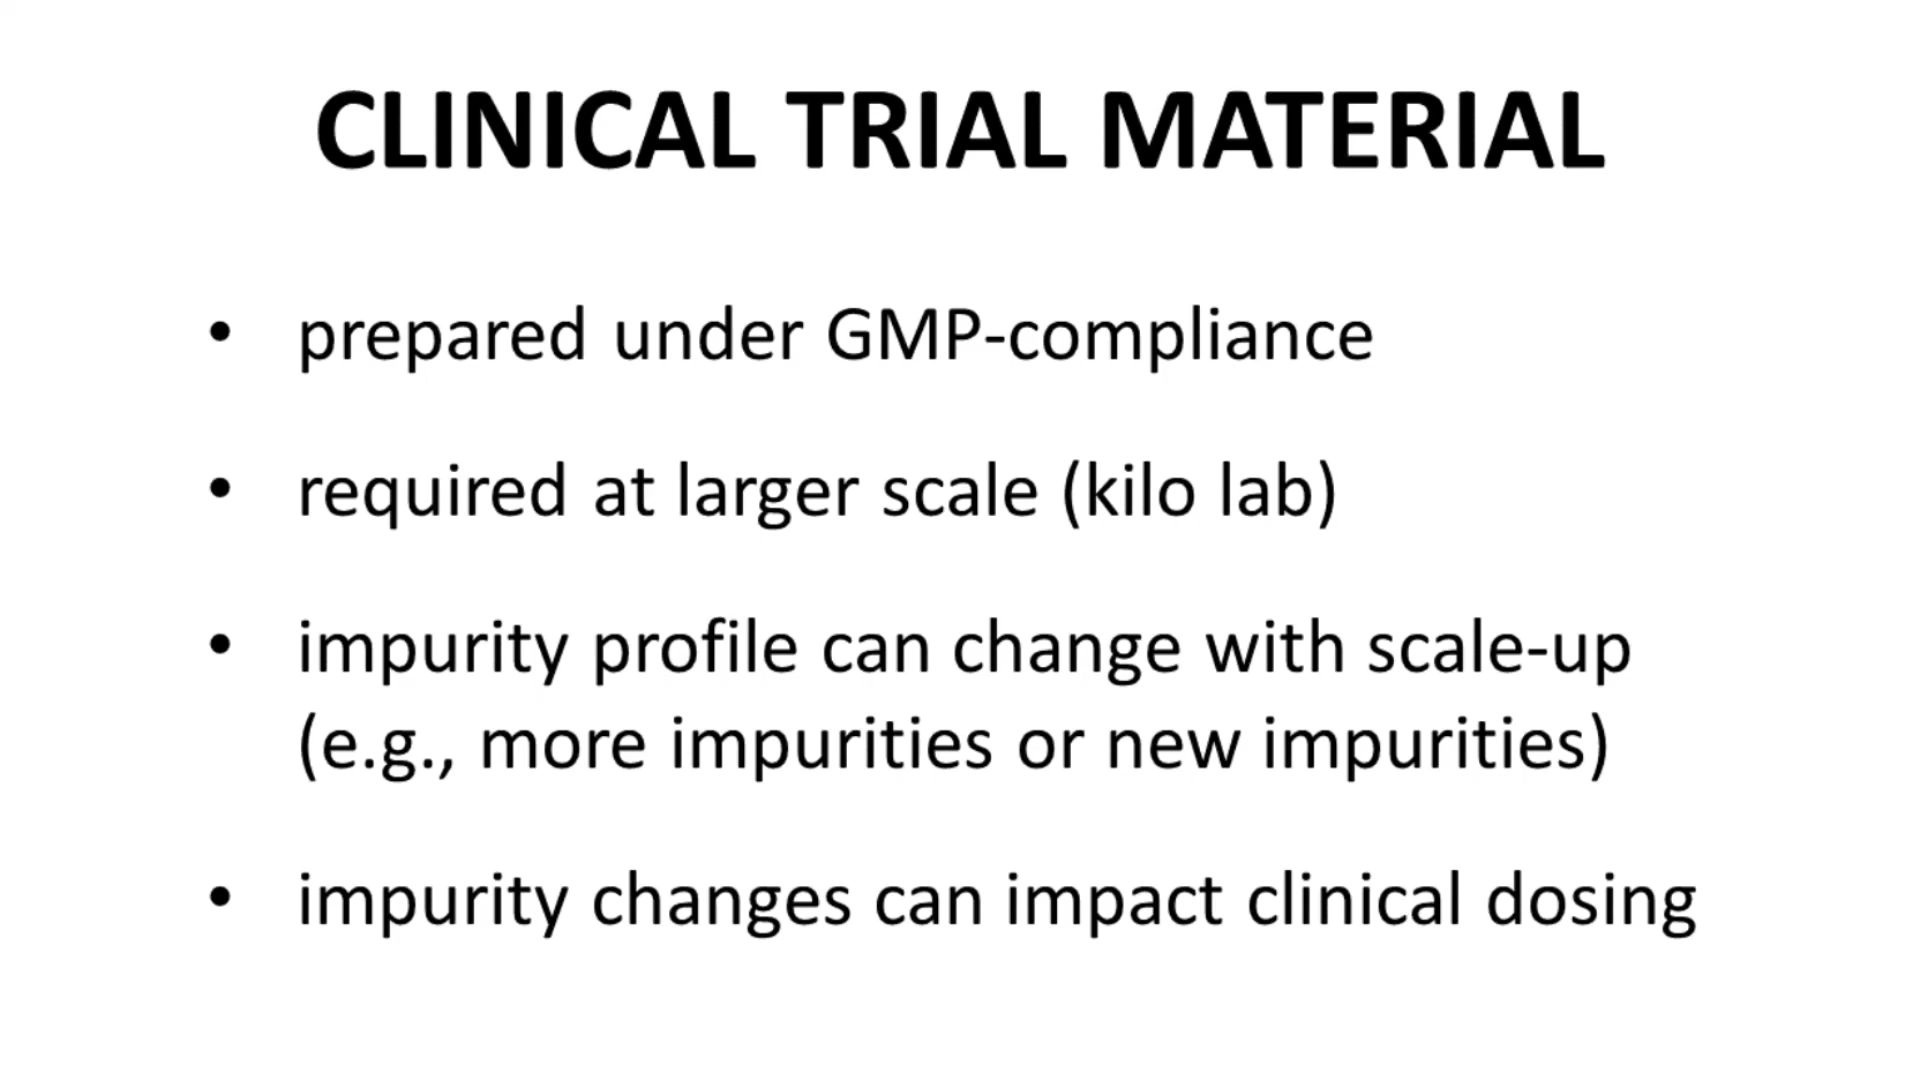 CLINICAL TRIAL MATERIAL
• prepared under GMP-compliance
• required at larger scale (kilo lab)
• impurity profile can change with scale-up
(e.g., more impurities or new impurities)
• impurity changes can impact clinical dosing